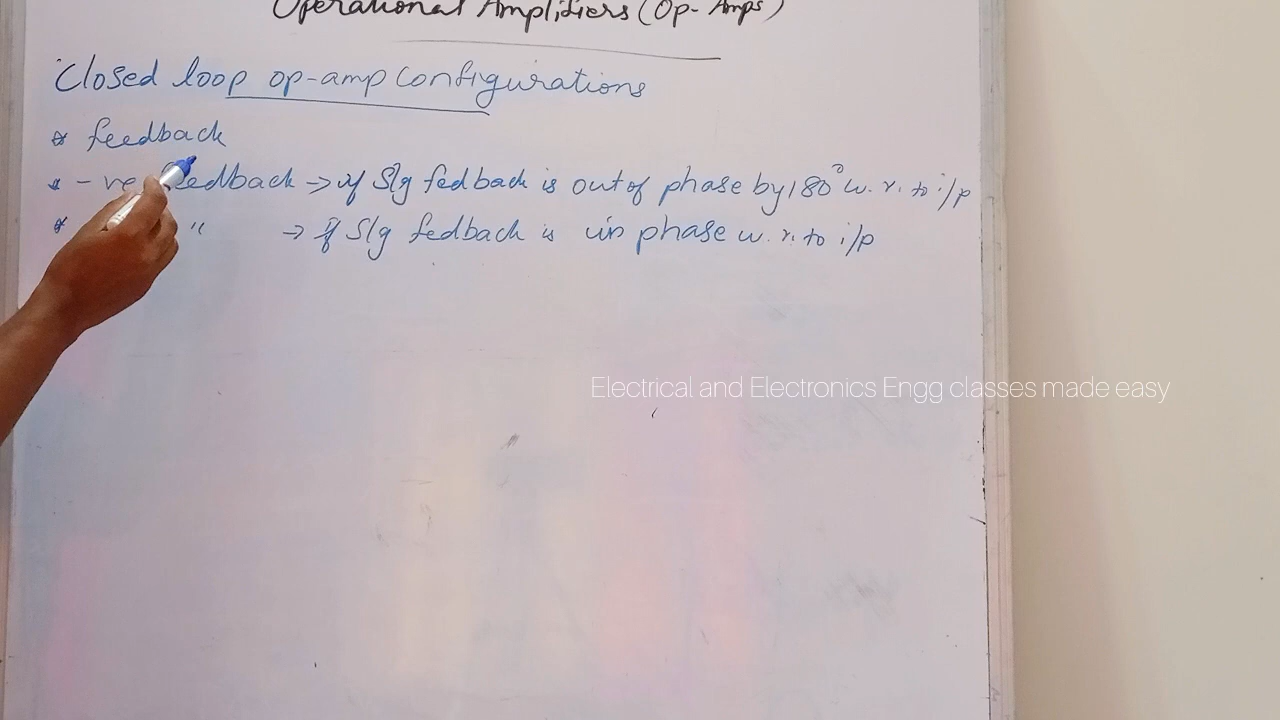 Operational Amplifiers (Op-Amps)
Closed loop op-amp configurations
* feedback
* -ve feedback → if S/g fedback is out of phase by 180° w.r. to i/p
* " → if S/g fedback is in phase w.r. to i/p
Electrical and Electronics Engg classes made easy